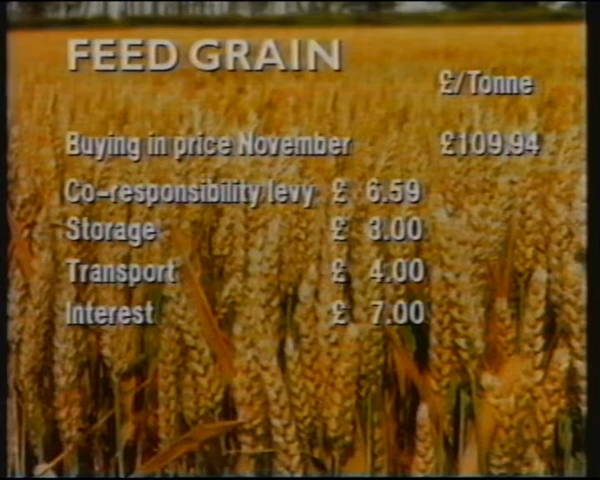 FEED GRAIN
£/Tonne
Buying in price November £109.94
Co-responsibility levy £ 6.59
Storage £ 3.00
Transport £ 4.00
Interest £ 7.00